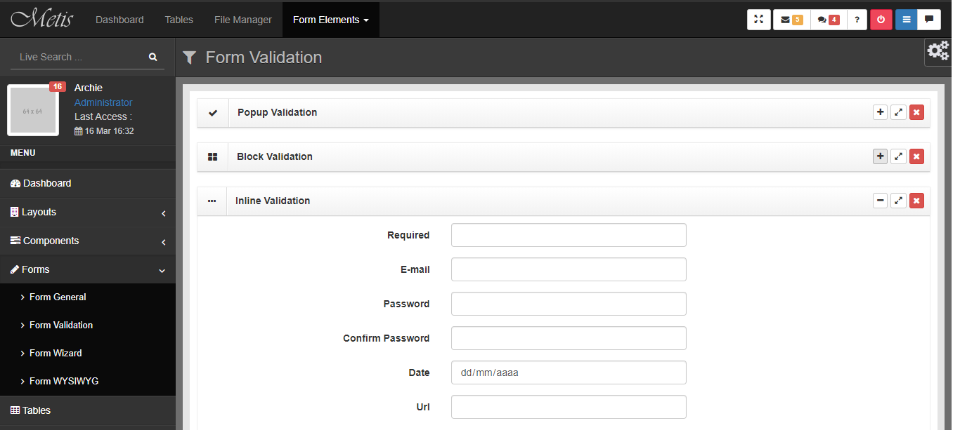 Metis Dashboard Tables File Manager Form Elements 5 4 ?
Live Search ...
Form Validation
16
Archie
Administrator
Last Access :
16 Mar 16:32
MENU
Dashboard
Layouts
Components
Forms
Form General
Form Validation
Form Wizard
Form WYSIWYG
Tables
Popup Validation
Block Validation
Inline Validation
Required
E-mail
Password
Confirm Password
Date dd/mm/aaaa
Url